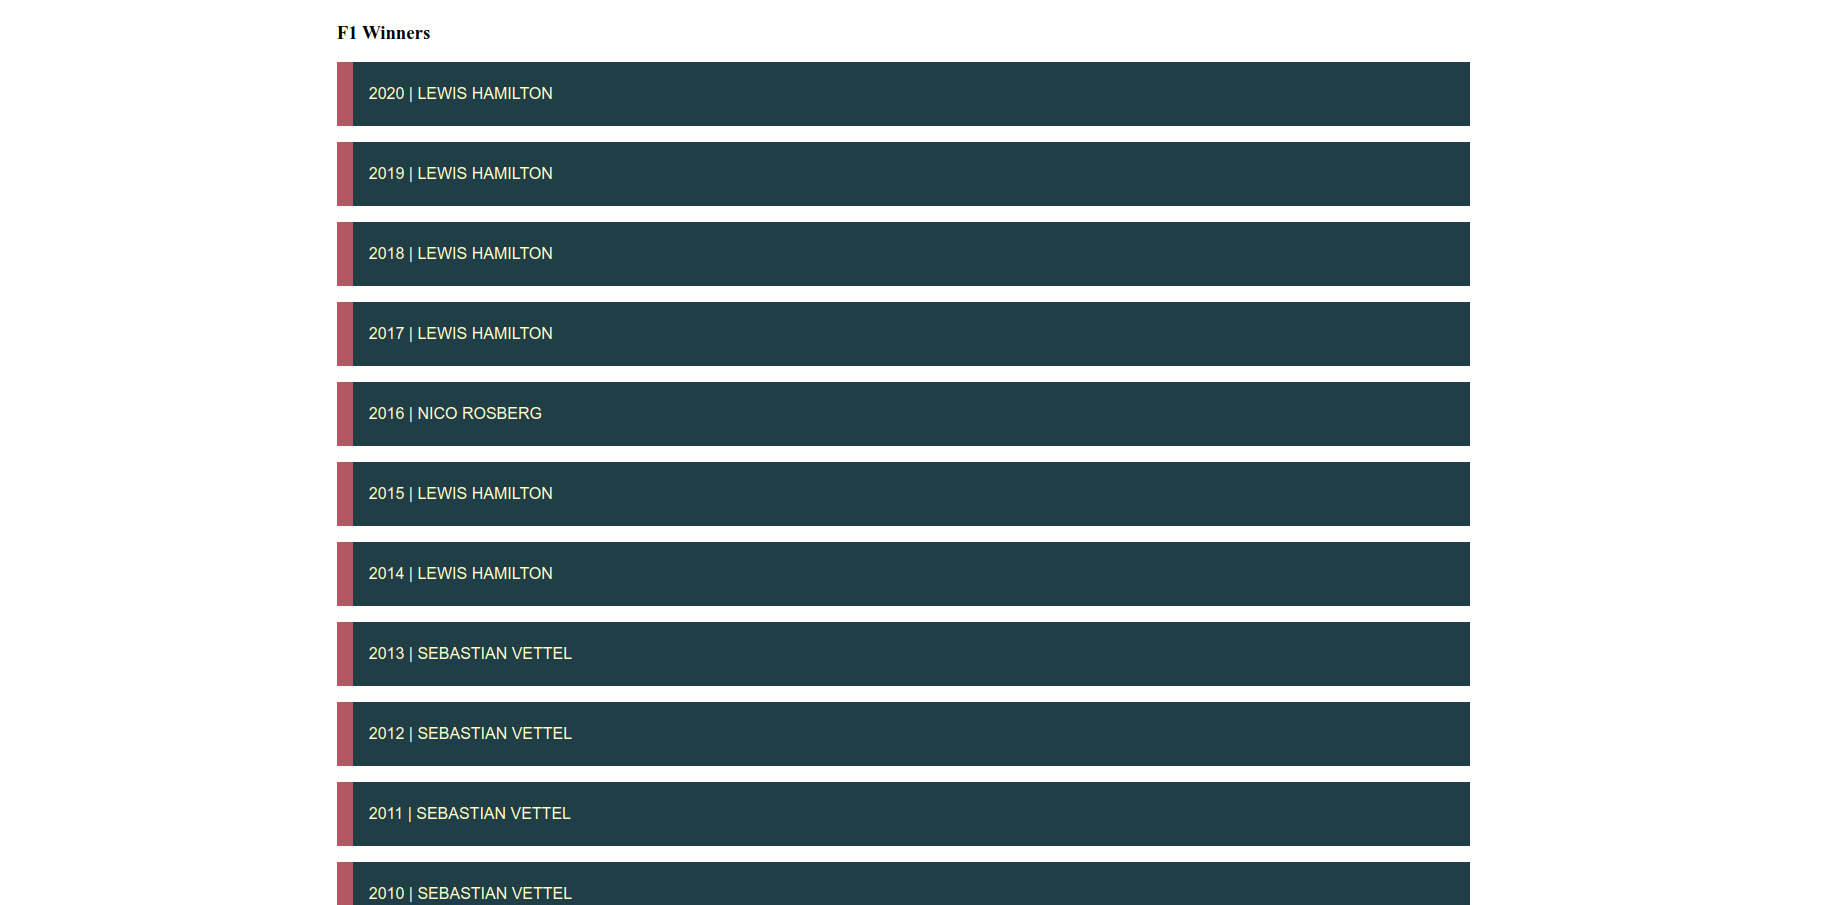 F1 Winners
2020 | LEWIS HAMILTON
2019 | LEWIS HAMILTON
2018 | LEWIS HAMILTON
2017 | LEWIS HAMILTON
2016 | NICO ROSBERG
2015 | LEWIS HAMILTON
2014 | LEWIS HAMILTON
2013 | SEBASTIAN VETTEL
2012 | SEBASTIAN VETTEL
2011 | SEBASTIAN VETTEL
2010 | SEBASTIAN VETTEL